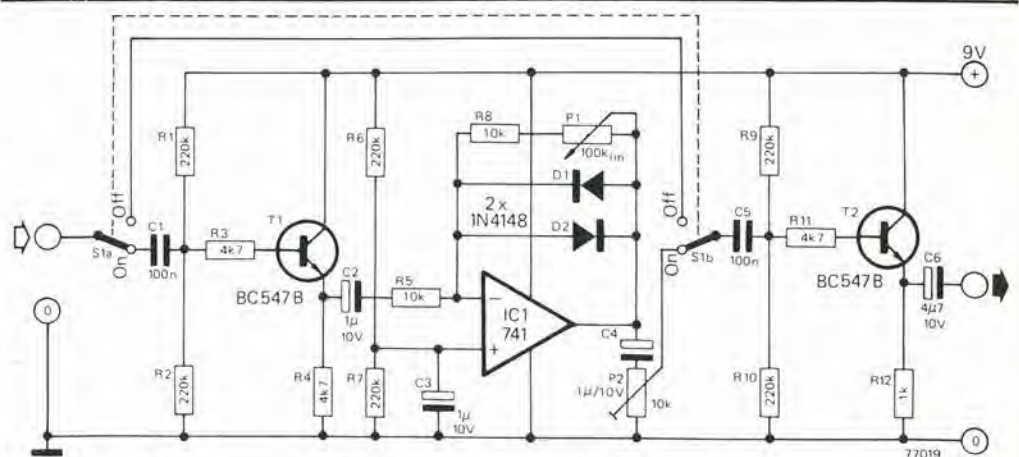 9V
+
R1
220k
R6
220k
R8
10k
P1
100k lin
D1
2x
1N4148
D2
R9
220k
Off
S1a
On
C1
100n
R3
4k7
T1
BC547B
C2
1µ
10V
R5
10k
−
+
IC1
741
Off
S1b
On
C5
100n
R11
4k7
T2
BC547B
C6
4µ7
10V
0
R2
220k
R4
4k7
R7
220k
C3
1µ
10V
C4
1µ/10V
P2
10k
R10
220k
R12
1k
0
77019